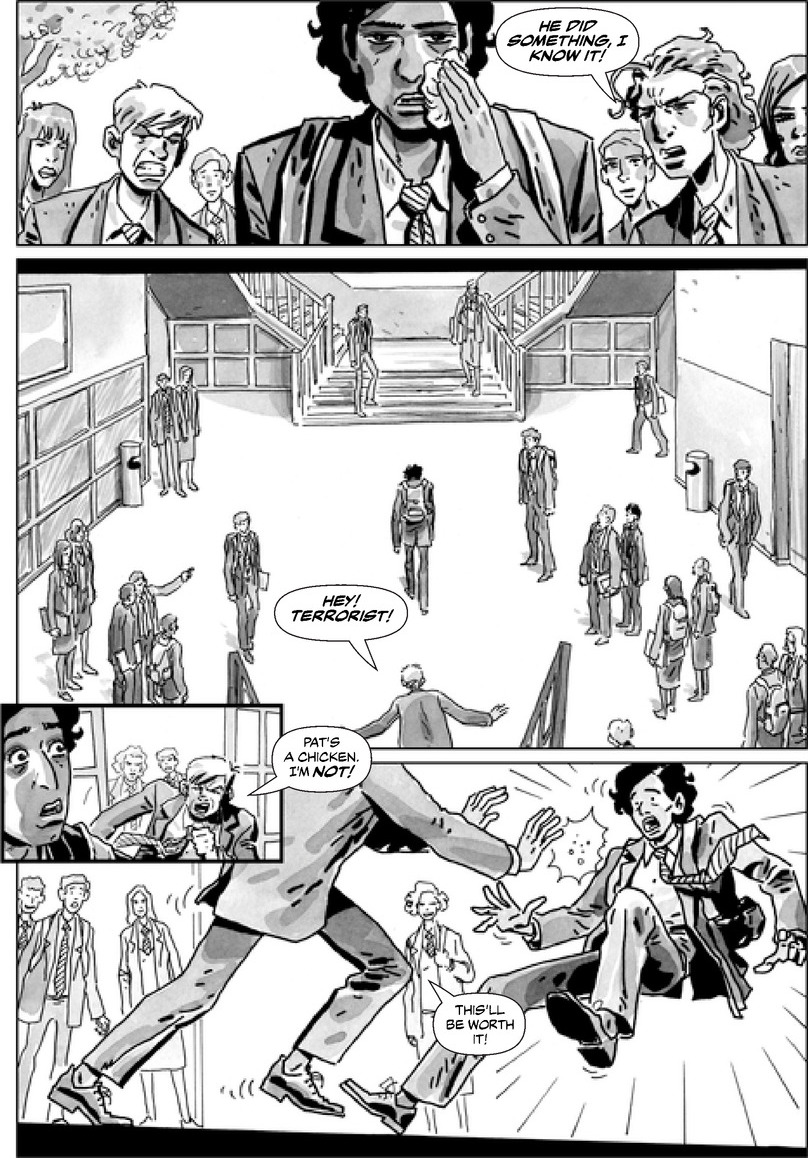 HE DID
SOMETHING, I
KNOW IT!
HEY!
TERRORIST!
PAT'S
A CHICKEN.
I'M NOT!
THIS'LL
BE WORTH
IT!